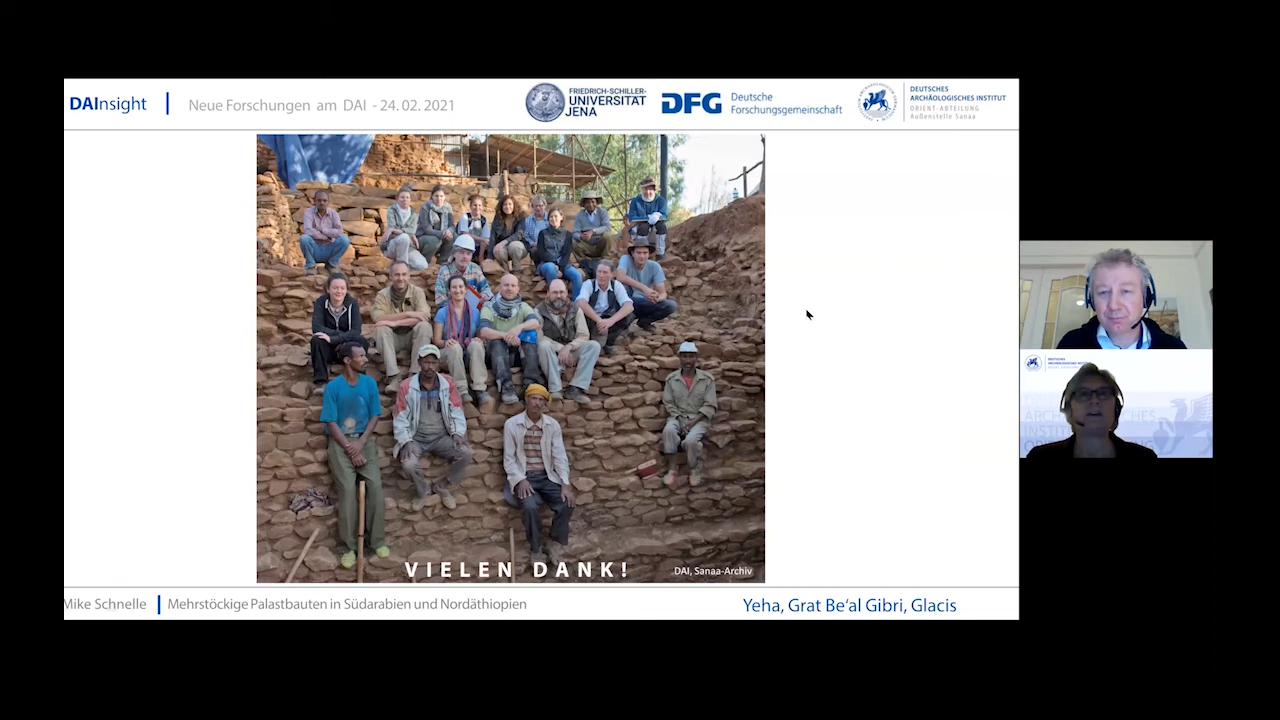 DAInsight
Neue Forschungen am DAI - 24. 02. 2021
FRIEDRICH-SCHILLER-
UNIVERSITÄT
JENA
DFG
Deutsche
Forschungsgemeinschaft
DEUTSCHES
ARCHÄOLOGISCHES INSTITUT
ORIENT-ABTEILUNG
Außenstelle Sanaa
VIELEN DANK!
DAI, Sanaa-Archiv
Mike Schnelle
Mehrstöckige Palastbauten in Südarabien und Nordäthiopien
Yeha, Grat Be‘al Gibri, Glacis
DEUTSCHES